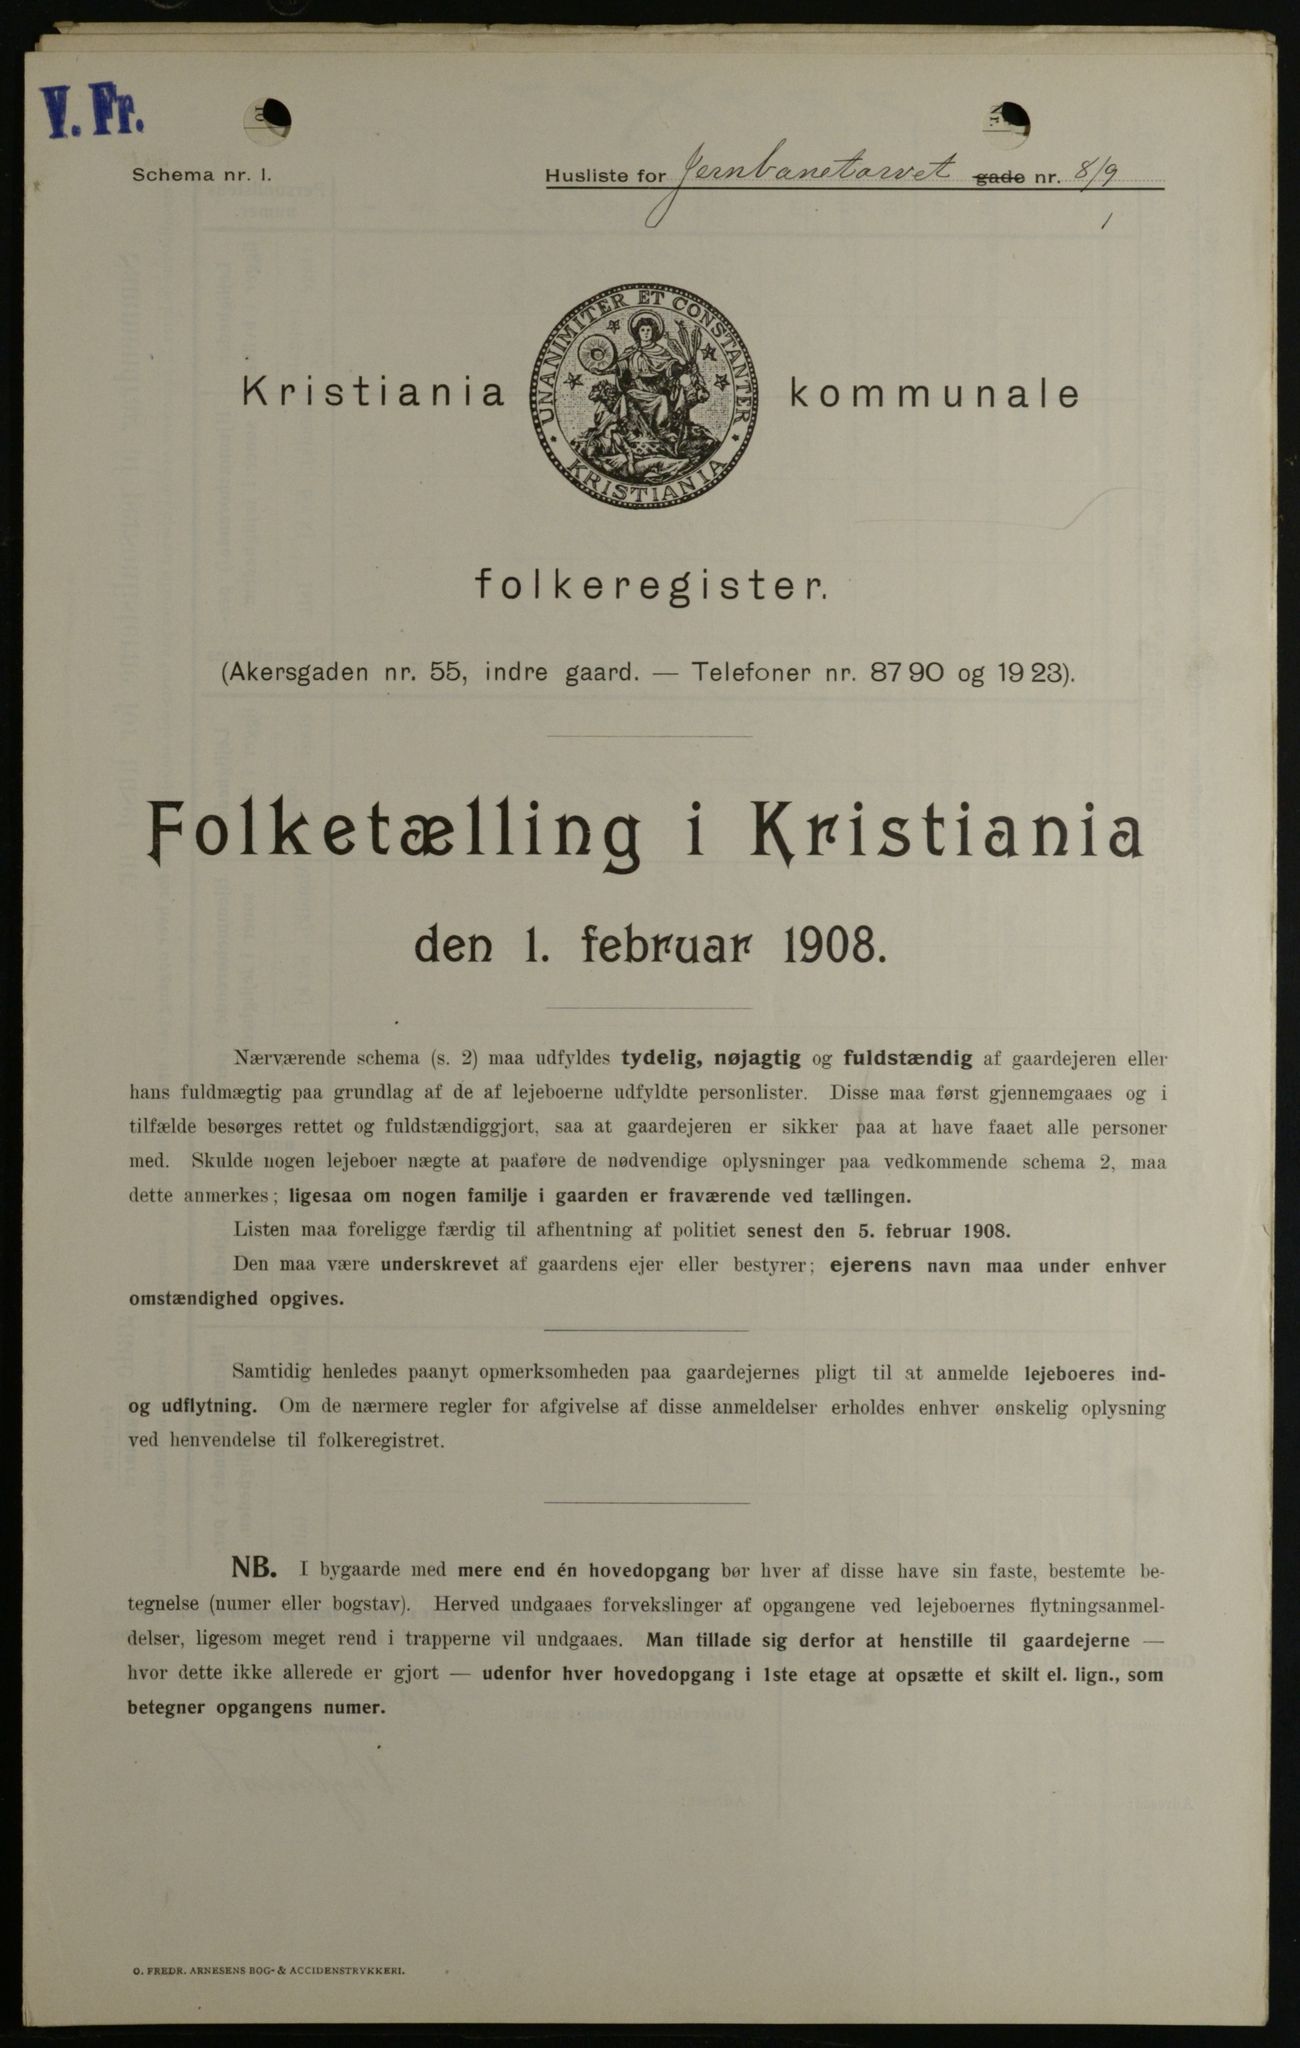 V. Fr.
Schema nr. 1.
Husliste for Jernbanetorvet gade nr. 8/9
1
UNANIMITER ET CONSTANTER
KRISTIANIA
Kristiania kommunale
folkeregister.
(Akersgaden nr. 55, indre gaard. — Telefoner nr. 87 90 og 19 23).
Folketælling i Kristiania
den 1. februar 1908.
Nærværende schema (s. 2) maa udfyldes tydelig, nøjagtig og fuldstændig af gaardejeren eller
hans fuldmægtig paa grundlag af de af lejeboerne udfyldte personlister. Disse maa først gjennemgaaes og i
tilfælde besørges rettet og fuldstændiggjort, saa at gaardejeren er sikker paa at have faaet alle personer
med. Skulde nogen lejeboer nægte at paaføre de nødvendige oplysninger paa vedkommende schema 2, maa
dette anmerkes; ligesaa om nogen familje i gaarden er fraværende ved tællingen.
Listen maa foreligge færdig til afhentning af politiet senest den 5. februar 1908.
Den maa være underskrevet af gaardens ejer eller bestyrer; ejerens navn maa under enhver
omstændighed opgives.
Samtidig henledes paanyt opmerksomheden paa gaardejernes pligt til at anmelde lejeboeres ind-
og udflytning. Om de nærmere regler for afgivelse af disse anmeldelser erholdes enhver ønskelig oplysning
ved henvendelse til folkeregistret.
NB. I bygaarde med mere end én hovedopgang bør hver af disse have sin faste, bestemte be-
tegnelse (numer eller bogstav). Herved undgaaes forvekslinger af opgangene ved lejeboernes flytningsanmel-
delser, ligesom meget rend i trapperne vil undgaaes. Man tillade sig derfor at henstille til gaardejerne —
hvor dette ikke allerede er gjort — udenfor hver hovedopgang i 1ste etage at opsætte et skilt el. lign., som
betegner opgangens numer.
O. FREDR. ARNESENS BOG- & ACCIDENSTRYKKERI.